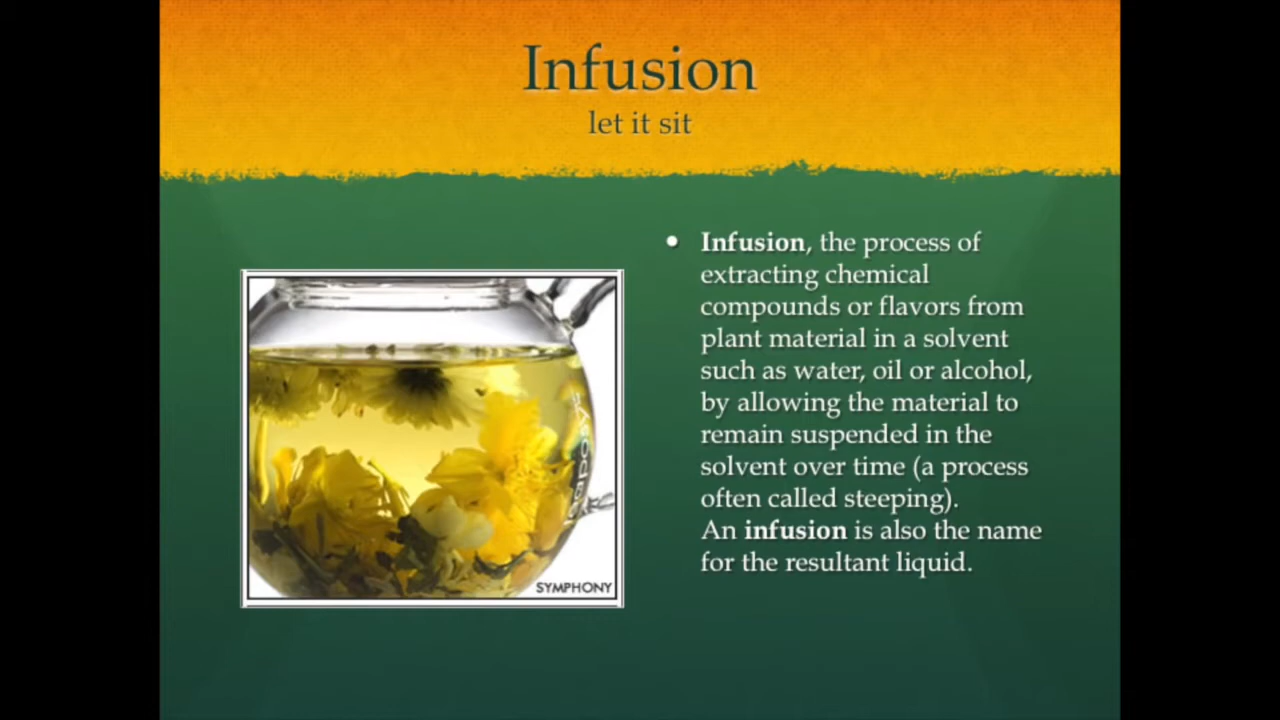 Infusion
let it sit
• Infusion, the process of
extracting chemical
compounds or flavors from
plant material in a solvent
such as water, oil or alcohol,
by allowing the material to
remain suspended in the
solvent over time (a process
often called steeping).
An infusion is also the name
for the resultant liquid.
SYMPHONY